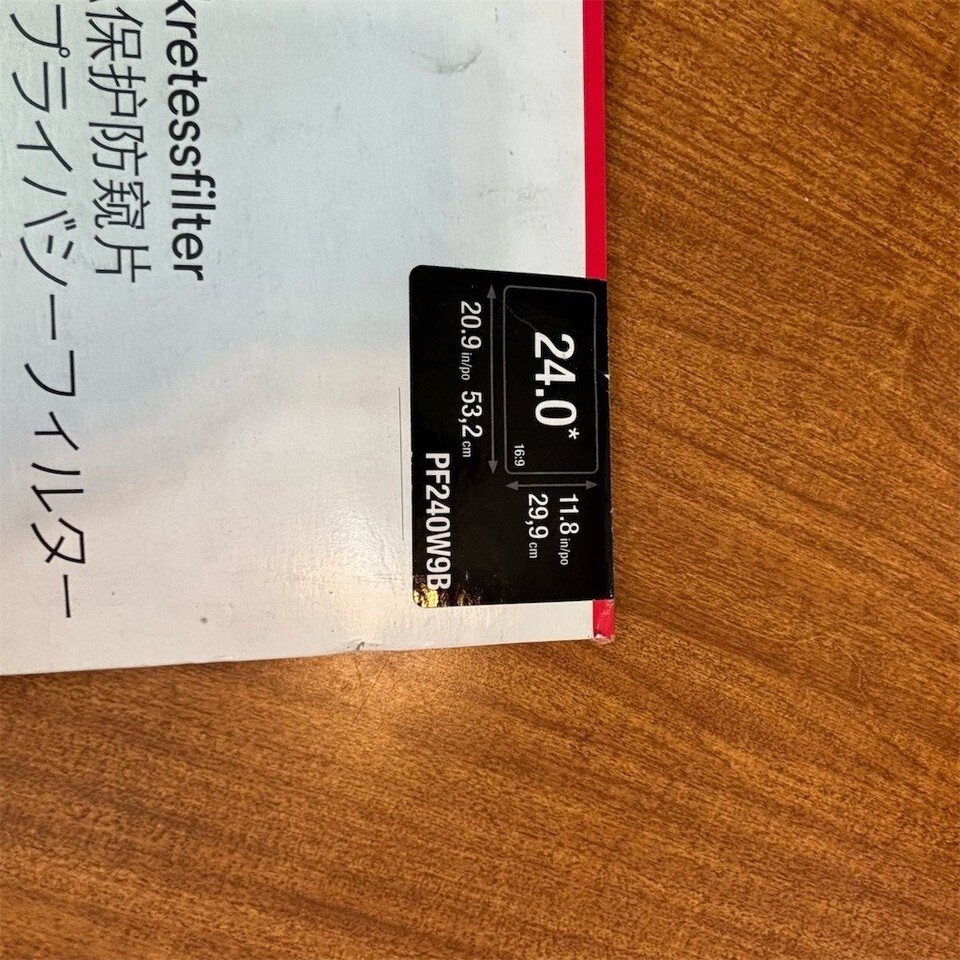 kretessfilter
保护防窥片
プライバシーフィルター
24.0*
16:9
11.8 in/po
29,9 cm
20.9 in/po 53,2 cm
PF240W9B